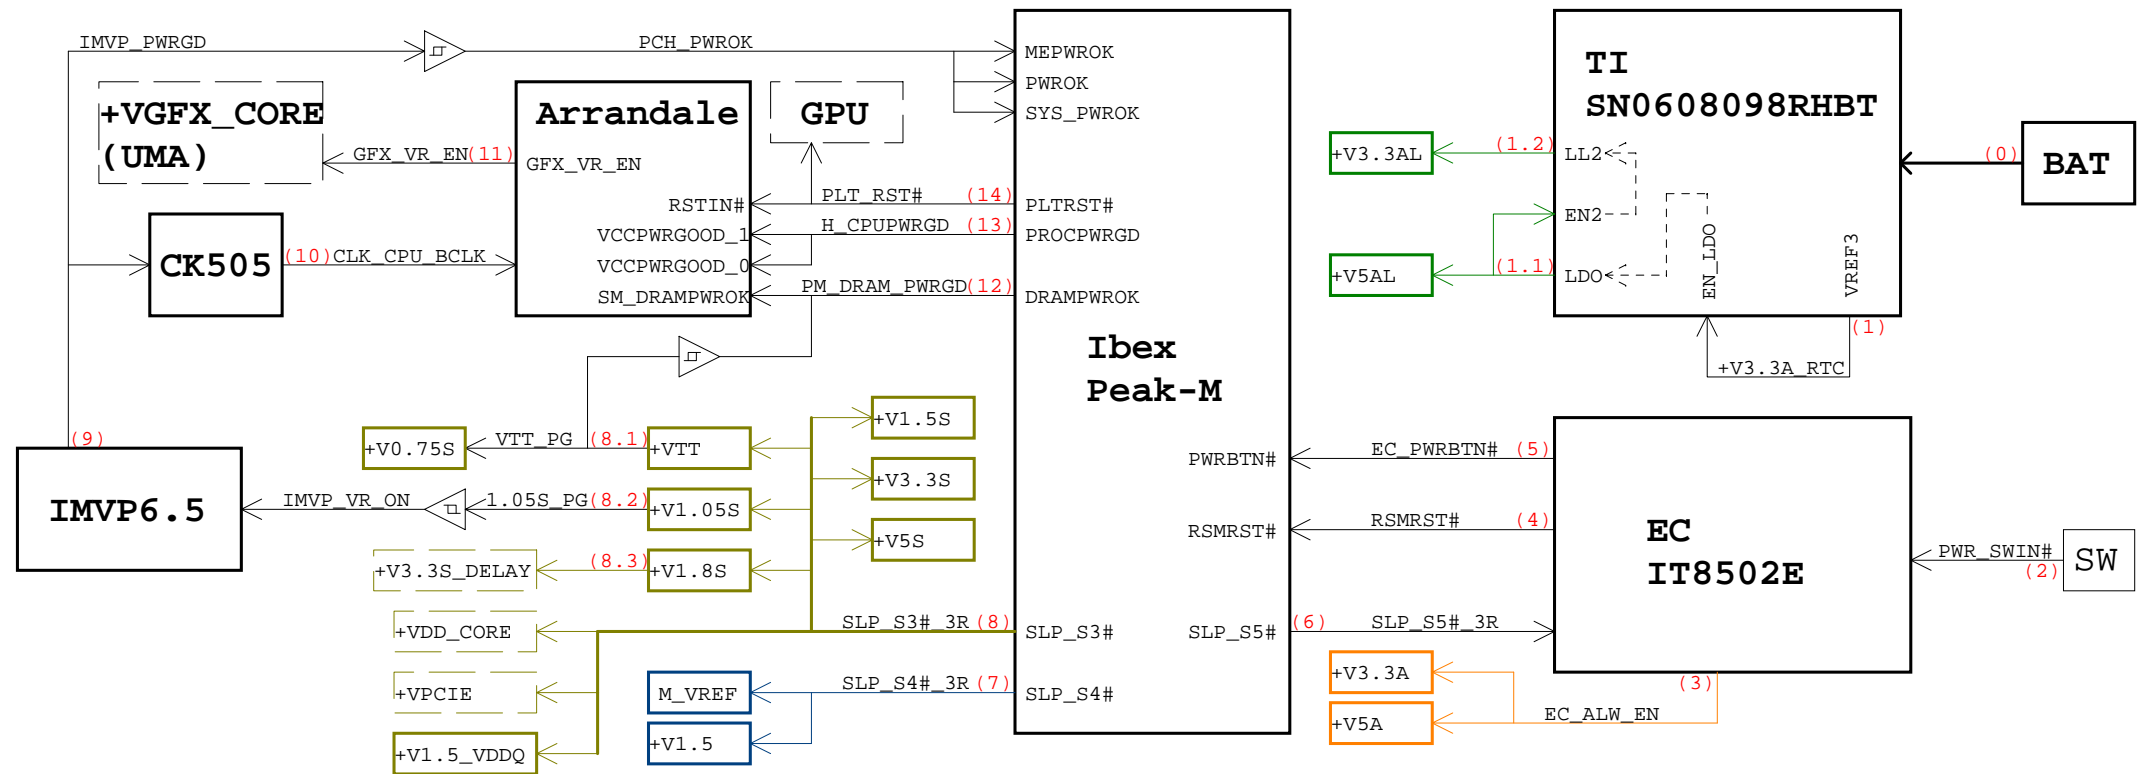 IMVP_PWRGD
PCH_PWROK
MEPWROK
PWROK
SYS_PWROK
+VGFX_CORE
(UMA)
GFX_VR_EN(11)
Arrandale
GFX_VR_EN
RSTIN#
VCCPWRGOOD_1
VCCPWRGOOD_0
SM_DRAMPWROK
GPU
PLT_RST# (14)
H_CPUPWRGD (13)
PM_DRAM_PWRGD(12)
PLTRST#
PROCPWRGD
DRAMPWROK
Ibex
Peak-M
CK505
(10)CLK_CPU_BCLK
TI
SN0608098RHBT
LL2
EN2
LDO
EN_LDO
VREF3
(0)
BAT
+V3.3AL
(1.2)
+V5AL
(1.1)
(1)
+V3.3A_RTC
(9)
IMVP6.5
+V0.75S
VTT_PG (8.1)
+VTT
IMVP_VR_ON
1.05S_PG(8.2)
+V1.05S
+V3.3S_DELAY
(8.3)
+V1.8S
+V1.5S
+V3.3S
+V5S
+VDD_CORE
+VPCIE
+V1.5_VDDQ
SLP_S3#_3R (8)
SLP_S3#
M_VREF
SLP_S4#_3R (7)
SLP_S4#
+V1.5
PWRBTN#
EC_PWRBTN# (5)
RSMRST#
RSMRST# (4)
SLP_S5#
(6) SLP_S5#_3R
EC
IT8502E
PWR_SWIN#
(2)
SW
+V3.3A
+V5A
(3)
EC_ALW_EN